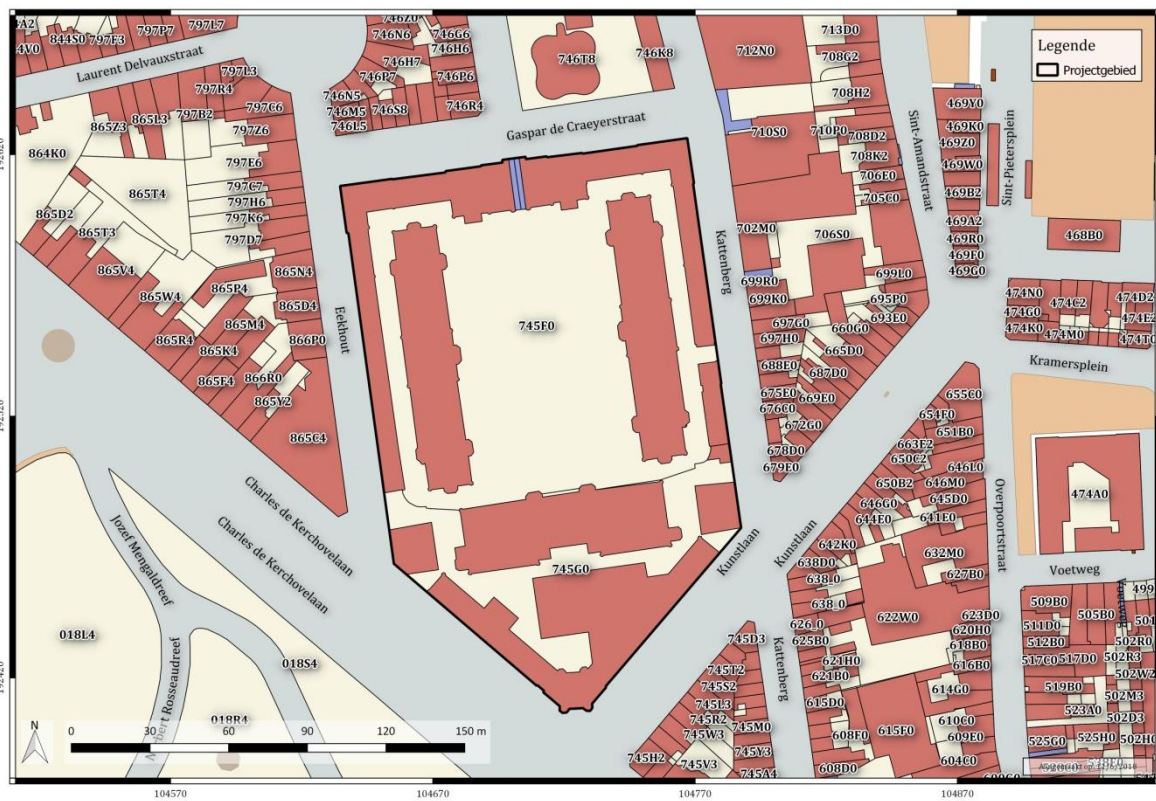 Legende
Projectgebied
Laurent Delvauxstraat
Gaspar de Craeyerstraat
Sint-Amandstraat
Sint-Pietersplein
Kattenberg
Eekhout
Kramersplein
Charles de Kerchovelaan
Charles de Kerchovelaan
Jozef Mengaldreef
Norbert Rosseaudreef
Kunstlaan
Kunstlaan
Overpoortstraat
Voetweg
Kattenberg
844S0
797F3
797P7
797L7
746N6
746G6
746H6
746H7
746P7
746P6
746N5
746M5
746L5
746S8
746R4
746T8
746K8
712N0
713D0
708G2
708H2
710S0
710P0
708D2
708K2
706E0
705C0
469Y0
469K0
469Z0
469W0
469B2
469A2
469R0
469F0
469G0
468B0
797L3
797R4
797C6
797B2
797Z6
865L3
865Z3
864K0
797E6
797C7
797H6
797K6
797D7
865T4
865D2
865T3
865V4
865W4
865P4
865N4
865D4
865M4
866P0
865R4
865K4
865F4
866R0
865Y2
865C4
745F0
745G0
702M0
706S0
699R0
699K0
699L0
695P0
693E0
697G0
697H0
660G0
665D0
688E0
687D0
675E0
676C0
669E0
672G0
678D0
679E0
474N0
474C2
474D2
474G0
474E2
474K0
474M0
474A0
655C0
654F0
651B0
663E2
650C2
646L0
650B2
646M0
646G0
645D0
644E0
641E0
642K0
638D0
638_0
638_0
632M0
627B0
626_0
625B0
622W0
623D0
620H0
618B0
616B0
621H0
621B0
615D0
614G0
610C0
609E0
608F0
615F0
604C0
608D0
509B0
505B0
511D0
512B0
502R0
517C0
517D0
502R3
502W2
519B0
502M3
523A0
502D3
525G0
525H0
502H0
745D3
745T2
745S2
745L3
745R2
745M0
745W3
745Y3
745H2
745V3
745A4
018L4
018S4
018R4
N
0 30 60 90 120 150 m
192620
192520
192420
104570 104670 104770 104870